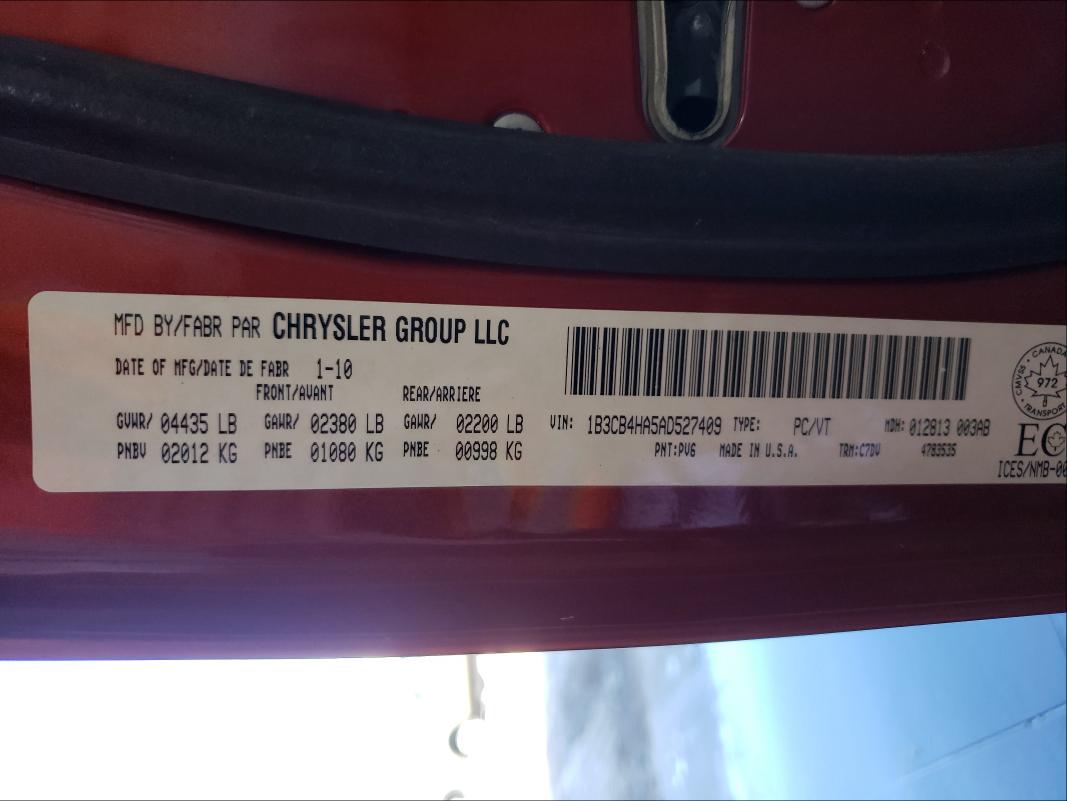 MFD BY/FABR PAR CHRYSLER GROUP LLC
DATE OF MFG/DATE DE FABR 1-10
FRONT/AVANT REAR/ARRIERE
GVWR/ 04435 LB GAWR/ 02380 LB GAWR/ 02200 LB
PNBV 02012 KG PNBE 01080 KG PNBE 00998 KG
VIN: 1B3CB4HA5AD527409 TYPE: PC/VT MDH: 012813 003AB
PNT:PV6 MADE IN U.S.A. TRM:C7DV 4783535
CMVSS CANADA
972
TRANSPORT
EC
ICES/NMB-00